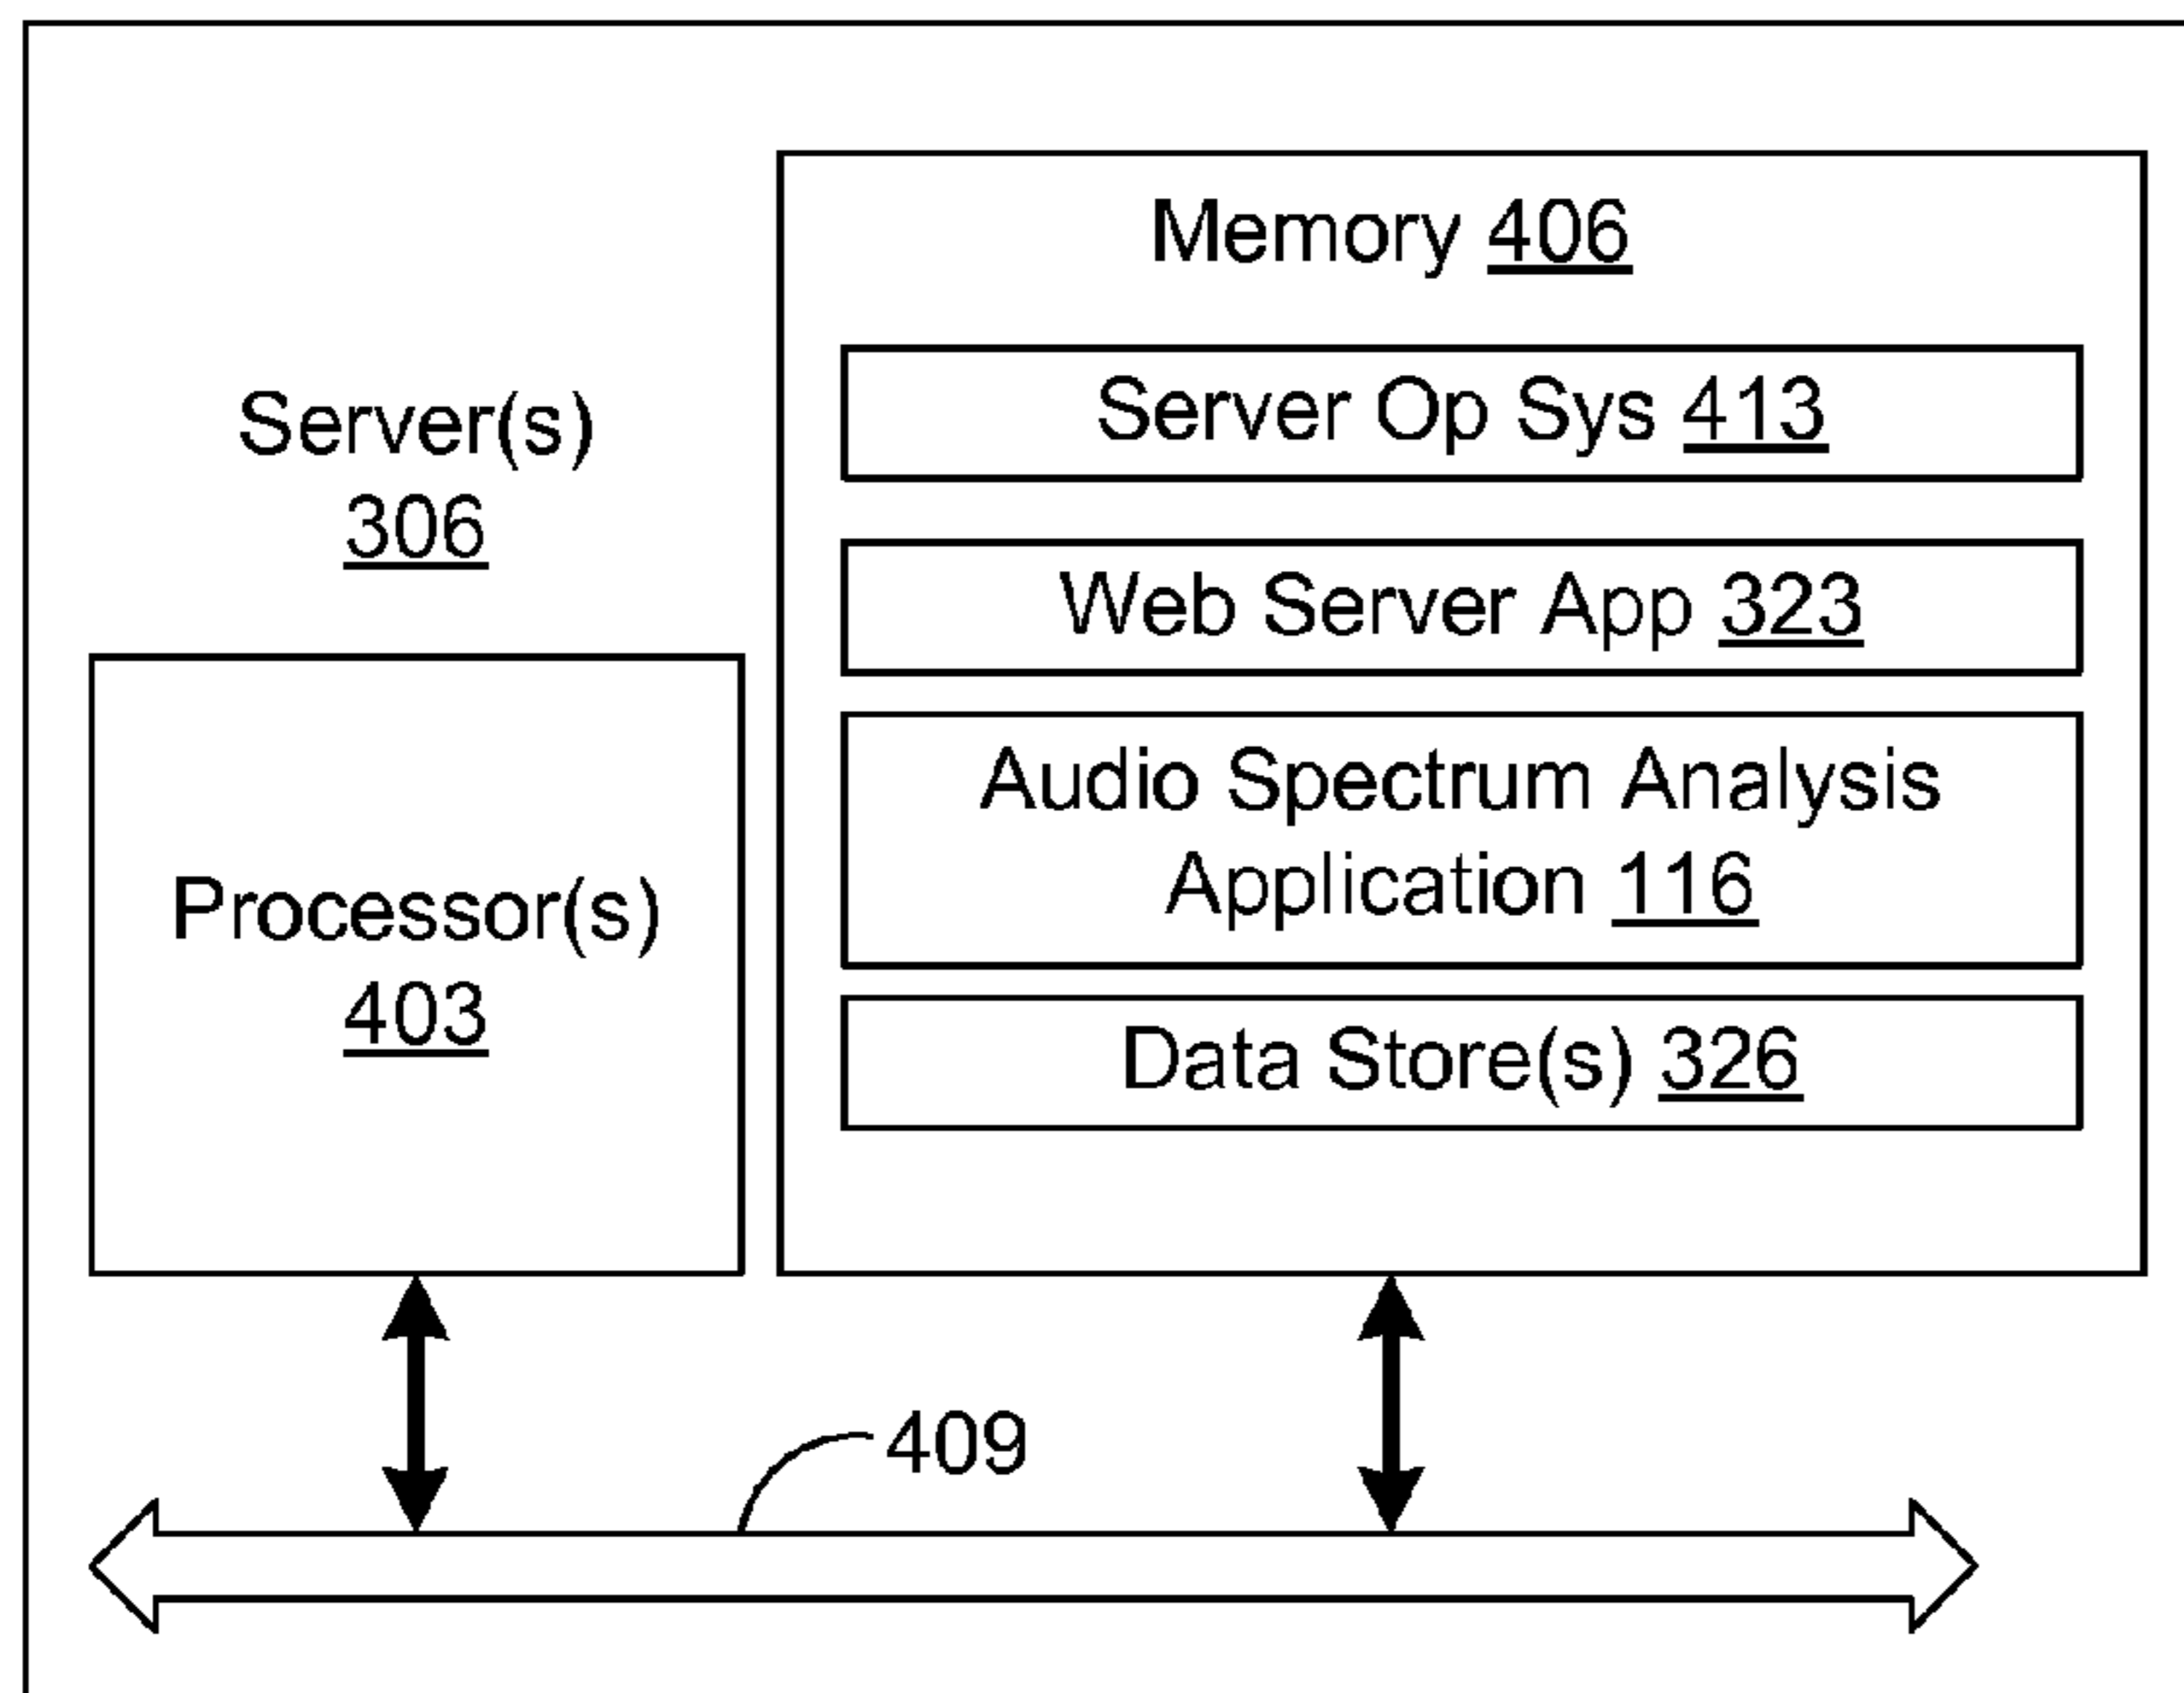 Memory 406
Server Op Sys 413
Server(s)
306
Web Server App 323
Audio Spectrum Analysis
Application 116
Processor(s)
403
Data Store(s) 326
409